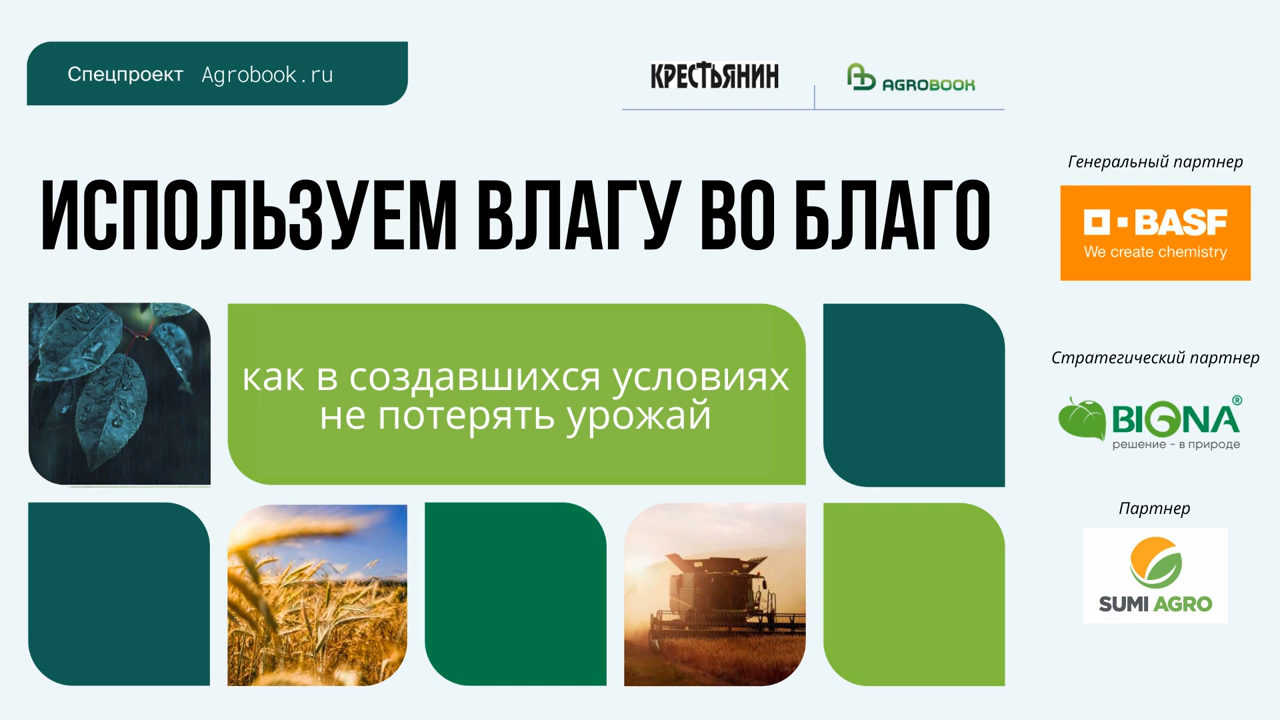 Спецпроект Agrobook.ru
КРЕСТЬЯНИН
AGROBOOK
ИСПОЛЬЗУЕМ ВЛАГУ ВО БЛАГО
как в создавшихся условиях
не потерять урожай
Генеральный партнер
BASF
We create chemistry
Стратегический партнер
BIONA®
решение - в природе
Партнер
SUMI AGRO